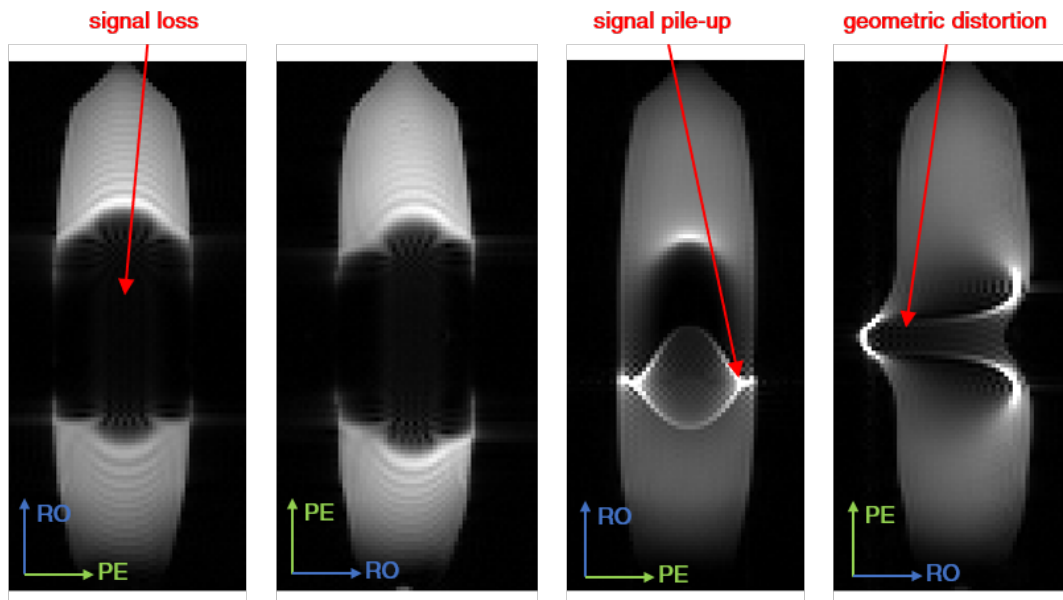 signal loss
signal pile-up
geometric distortion
RO
PE
PE
RO
RO
PE
PE
RO